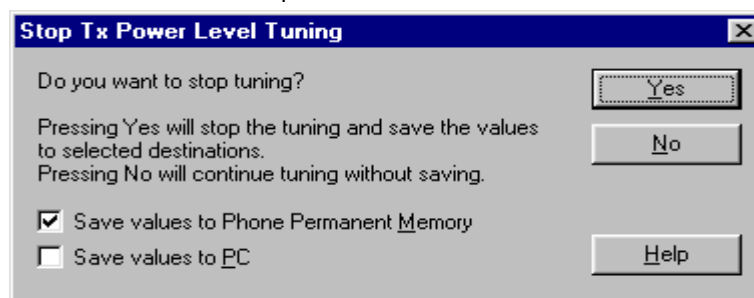 Stop Tx Power Level Tuning
Do you want to stop tuning?
Yes
Pressing Yes will stop the tuning and save the values
to selected destinations.
Pressing No will continue tuning without saving.
No
Save values to Phone Permanent Memory
Save values to PC
Help